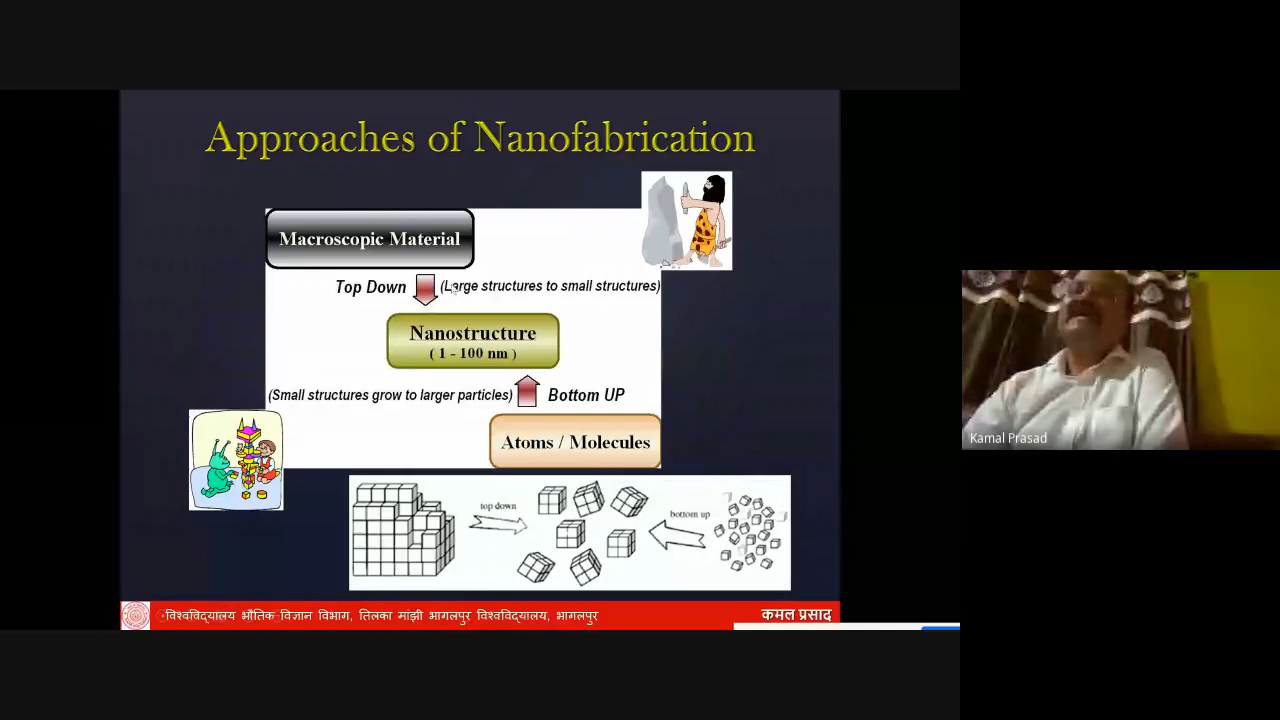 Approaches of Nanofabrication
Macroscopic Material
Top Down (Large structures to small structures)
Nanostructure
( 1 - 100 nm )
(Small structures grow to larger particles) Bottom UP
Atoms / Molecules
top down
bottom up
विश्वविद्यालय भौतिक विज्ञान विभाग, तिलका मांझी भागलपुर विश्वविद्यालय, भागलपुर
कमल प्रसाद
Kamal Prasad